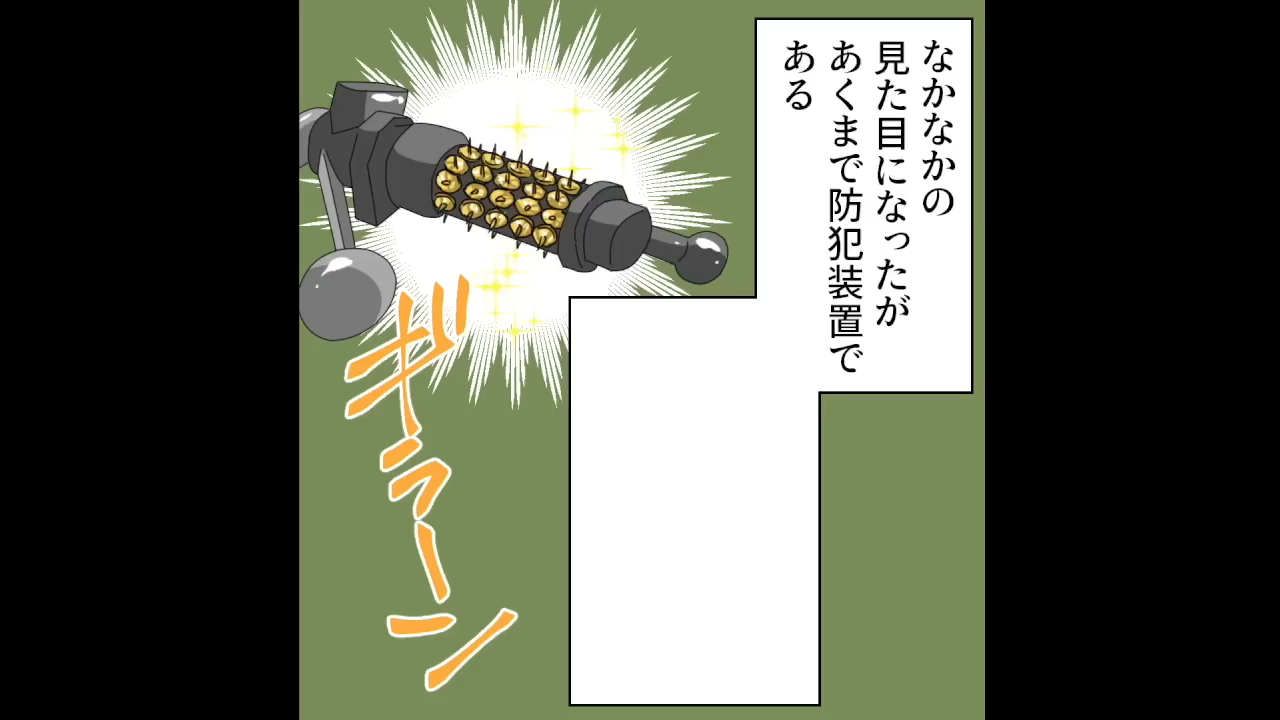 なかなかの
見た目になったが
あくまで防犯装置で
ある
ギラーン